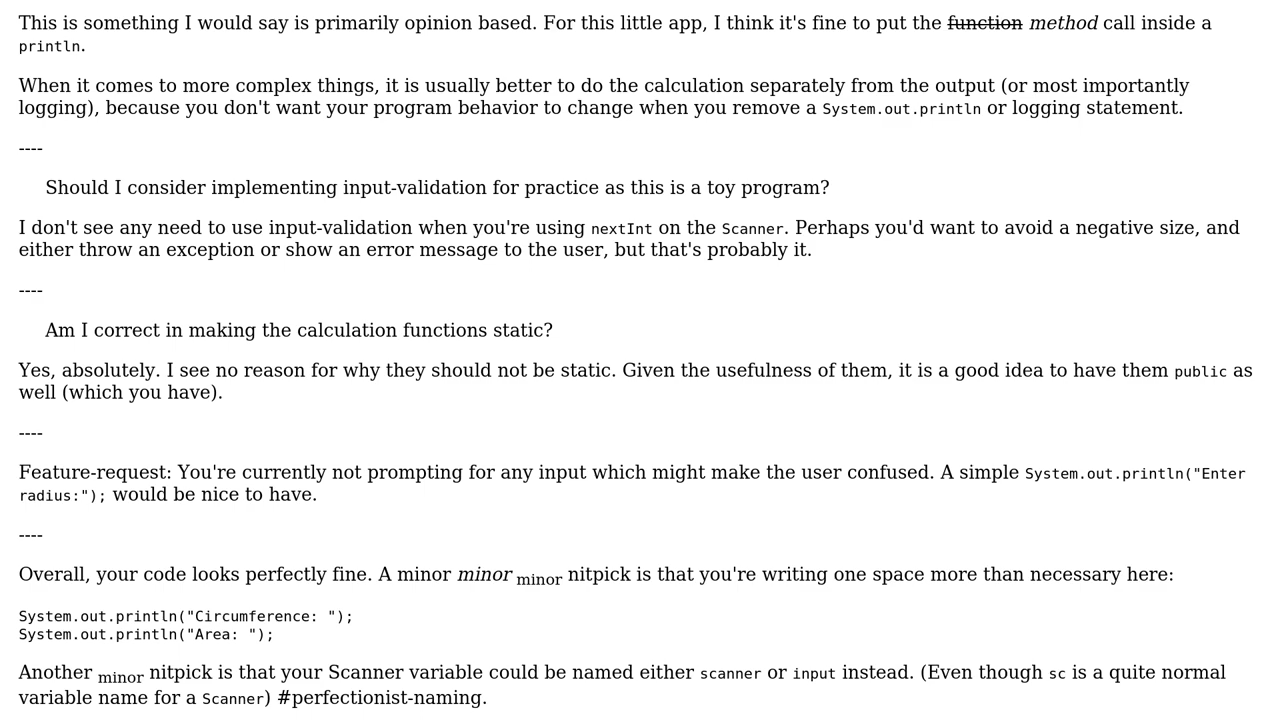 This is something I would say is primarily opinion based. For this little app, I think it's fine to put the function method call inside a
println.
When it comes to more complex things, it is usually better to do the calculation separately from the output (or most importantly
logging), because you don't want your program behavior to change when you remove a System.out.println or logging statement.
----
Should I consider implementing input-validation for practice as this is a toy program?
I don't see any need to use input-validation when you're using nextInt on the Scanner. Perhaps you'd want to avoid a negative size, and
either throw an exception or show an error message to the user, but that's probably it.
----
Am I correct in making the calculation functions static?
Yes, absolutely. I see no reason for why they should not be static. Given the usefulness of them, it is a good idea to have them public as
well (which you have).
----
Feature-request: You're currently not prompting for any input which might make the user confused. A simple System.out.println("Enter
radius:"); would be nice to have.
----
Overall, your code looks perfectly fine. A minor minor minor nitpick is that you're writing one space more than necessary here:
System.out.println("Circumference: ");
System.out.println("Area: ");
Another minor nitpick is that your Scanner variable could be named either scanner or input instead. (Even though sc is a quite normal
variable name for a Scanner) #perfectionist-naming.